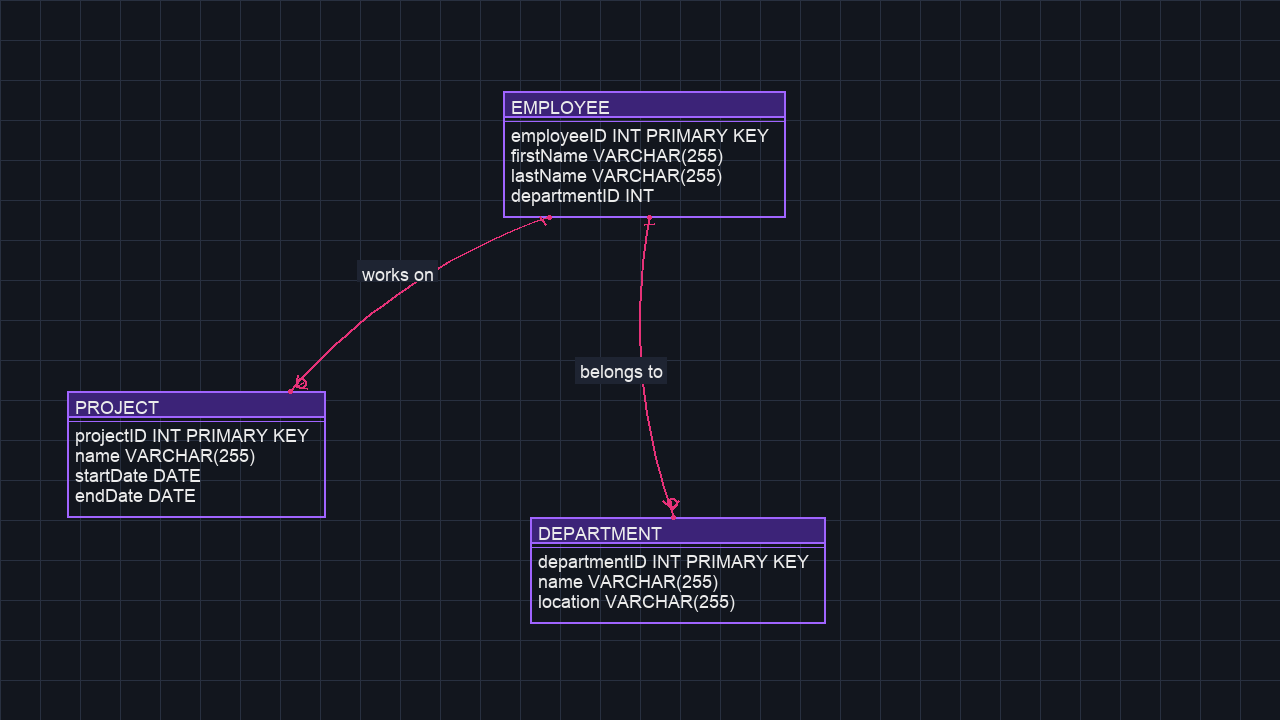 EMPLOYEE
employeeID INT PRIMARY KEY
firstName VARCHAR(255)
lastName VARCHAR(255)
departmentID INT
works on
belongs to
PROJECT
projectID INT PRIMARY KEY
name VARCHAR(255)
startDate DATE
endDate DATE
DEPARTMENT
departmentID INT PRIMARY KEY
name VARCHAR(255)
location VARCHAR(255)